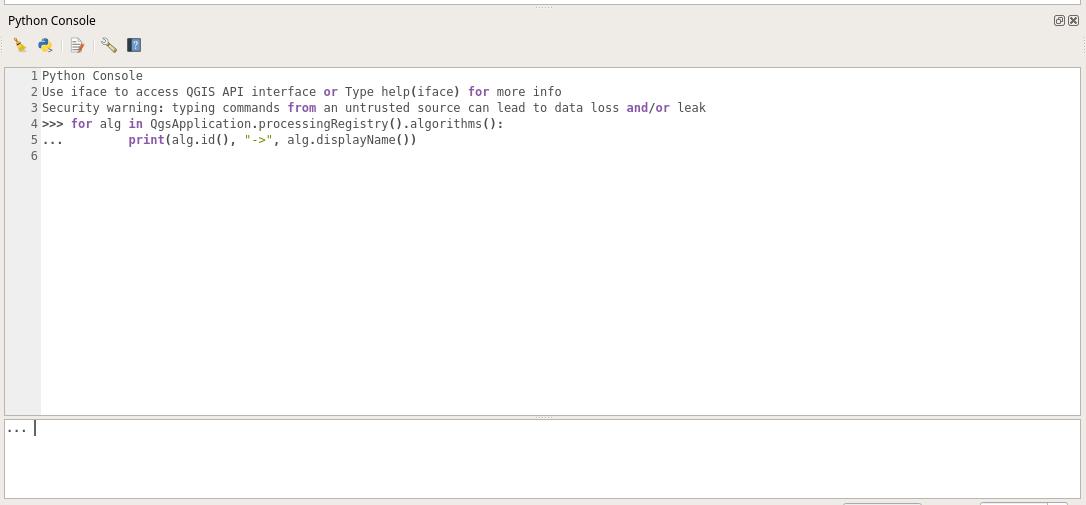 Python Console
1 Python Console
2 Use iface to access QGIS API interface or Type help(iface) for more info
3 Security warning: typing commands from an untrusted source can lead to data loss and/or leak
4 >>> for alg in QgsApplication.processingRegistry().algorithms():
5 ...         print(alg.id(), "->", alg.displayName())
6
...